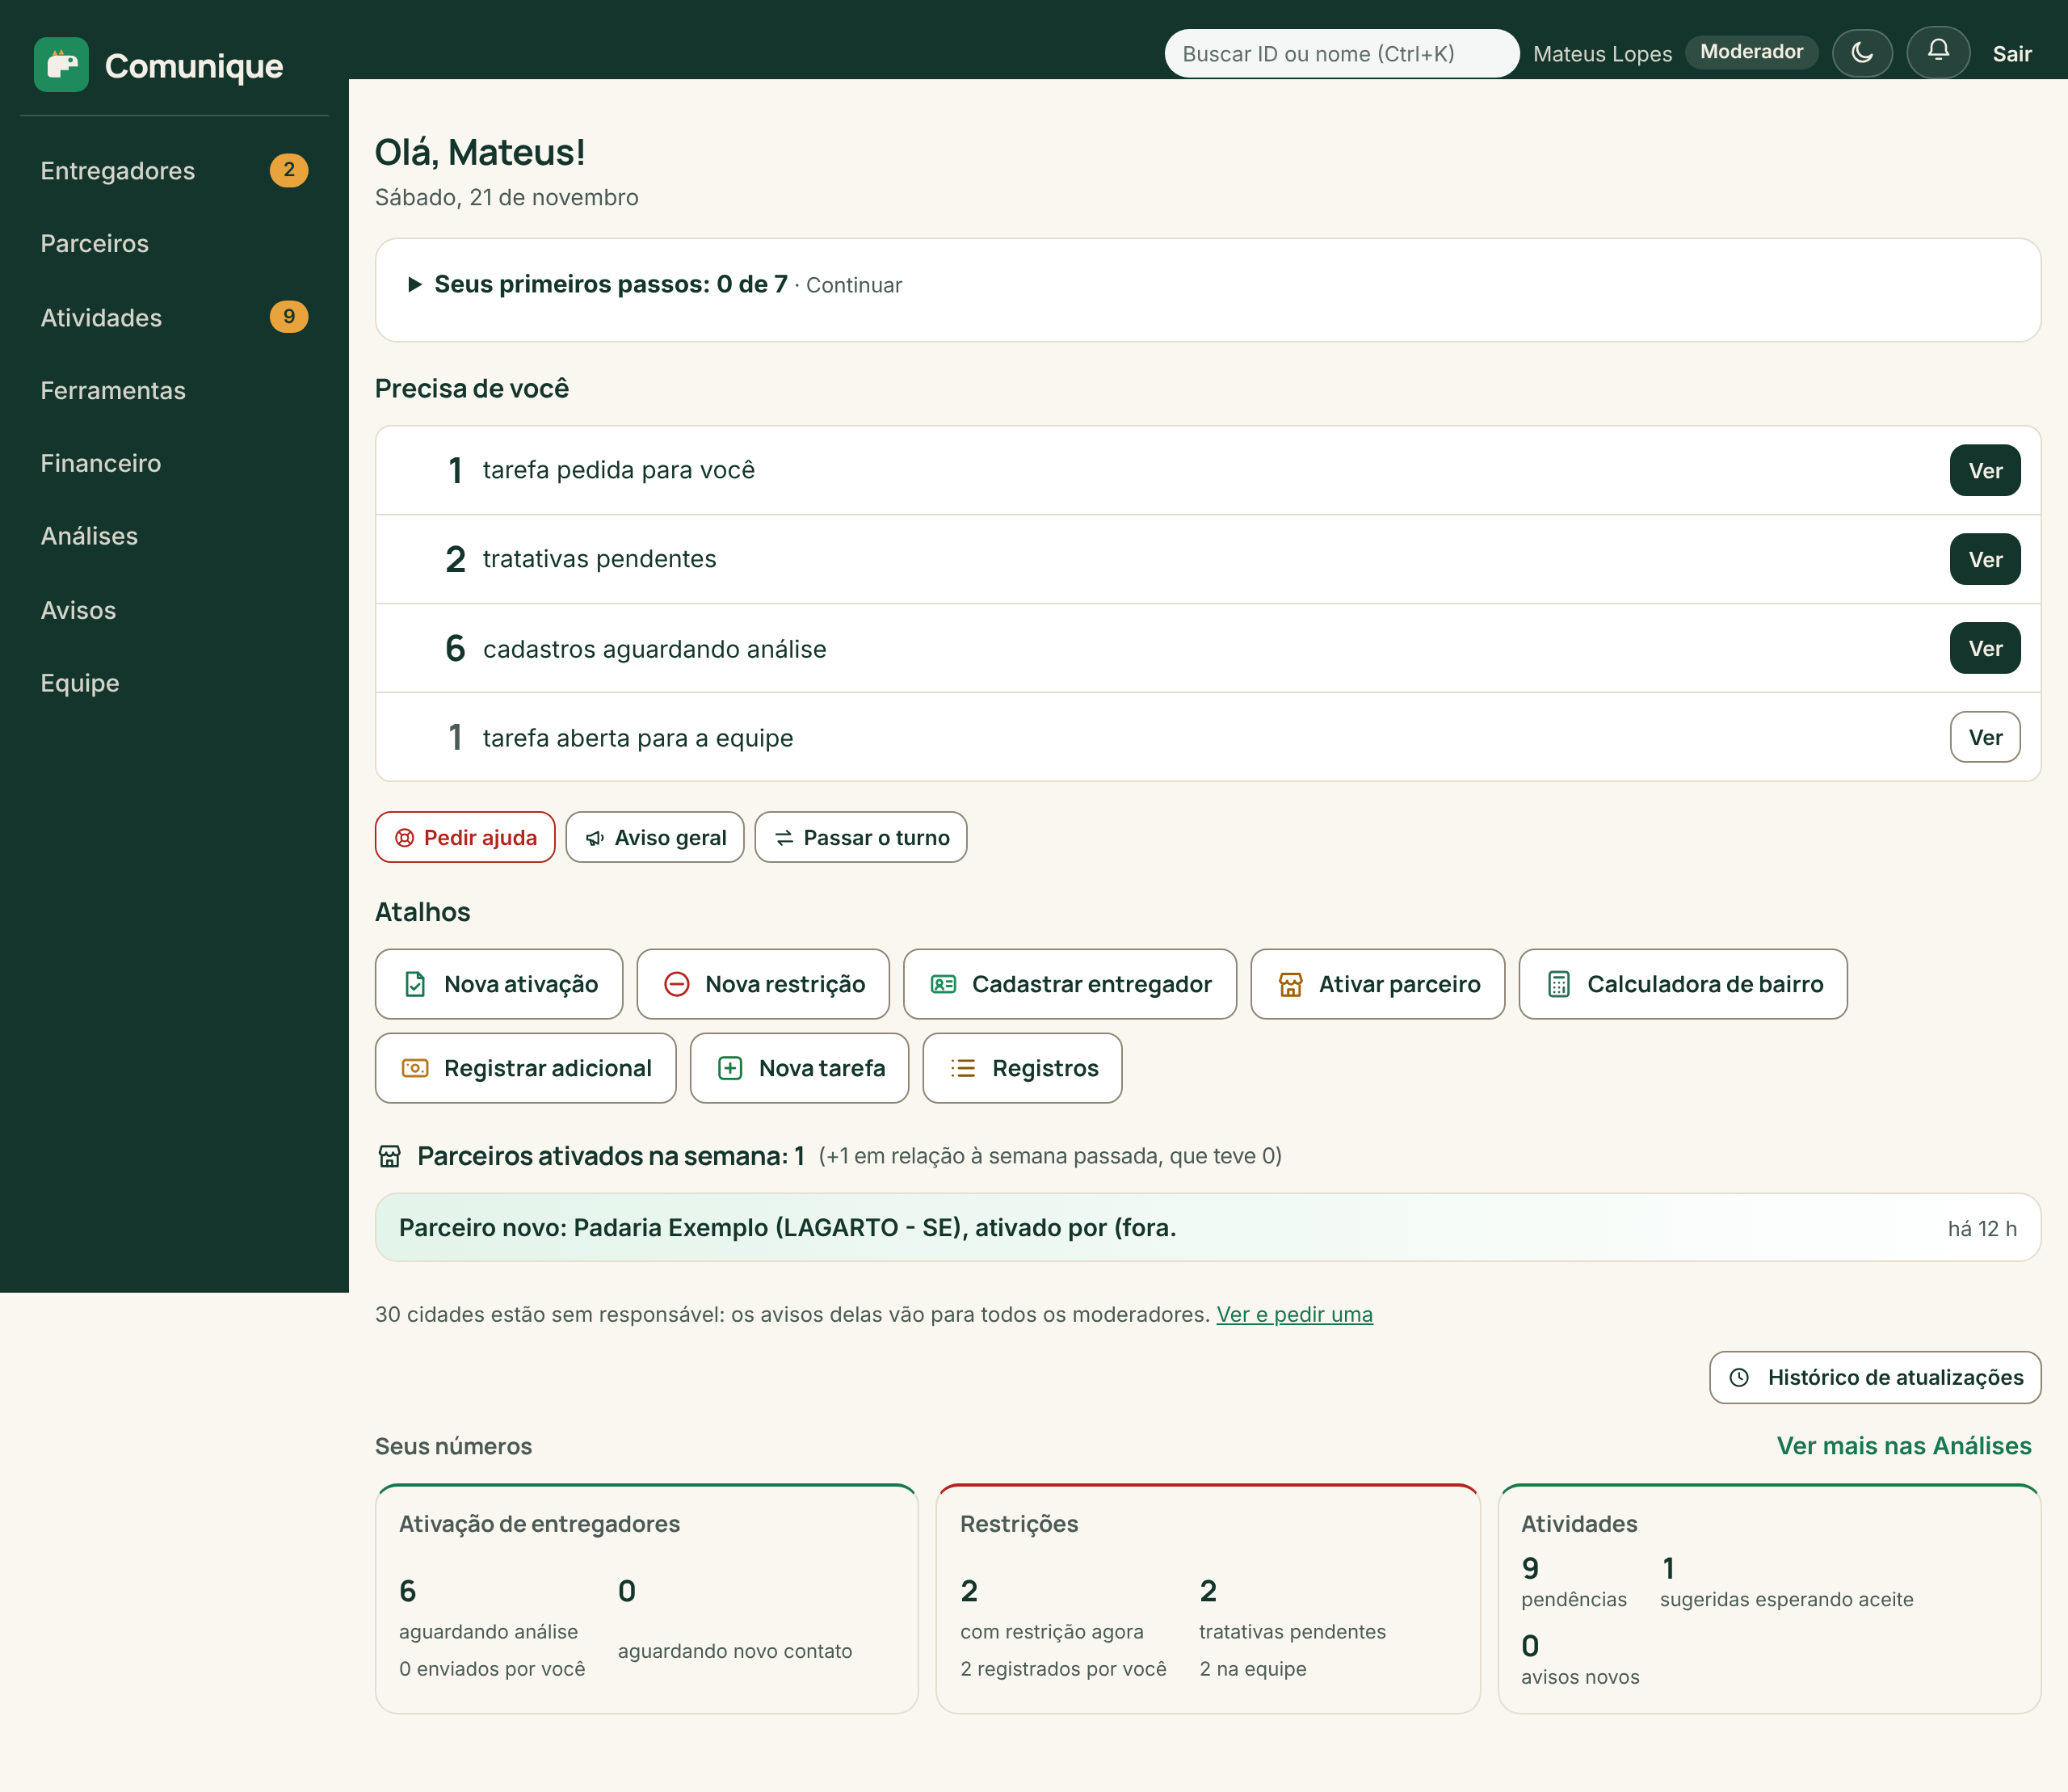 Comunique
Buscar ID ou nome (Ctrl+K)
Mateus Lopes
Moderador
Sair
Entregadores 2
Parceiros
Atividades 9
Ferramentas
Financeiro
Análises
Avisos
Equipe
Olá, Mateus!
Sábado, 21 de novembro
Seus primeiros passos: 0 de 7 · Continuar
Precisa de você
1 tarefa pedida para você Ver
2 tratativas pendentes Ver
6 cadastros aguardando análise Ver
1 tarefa aberta para a equipe Ver
Pedir ajuda
Aviso geral
Passar o turno
Atalhos
Nova ativação
Nova restrição
Cadastrar entregador
Ativar parceiro
Calculadora de bairro
Registrar adicional
Nova tarefa
Registros
Parceiros ativados na semana: 1 (+1 em relação à semana passada, que teve 0)
Parceiro novo: Padaria Exemplo (LAGARTO - SE), ativado por (fora. há 12 h
30 cidades estão sem responsável: os avisos delas vão para todos os moderadores. Ver e pedir uma
Histórico de atualizações
Seus números
Ver mais nas Análises
Ativação de entregadores
6
aguardando análise
0 enviados por você
0
aguardando novo contato
Restrições
2
com restrição agora
2 registrados por você
2
tratativas pendentes
2 na equipe
Atividades
9
pendências
1
sugeridas esperando aceite
0
avisos novos